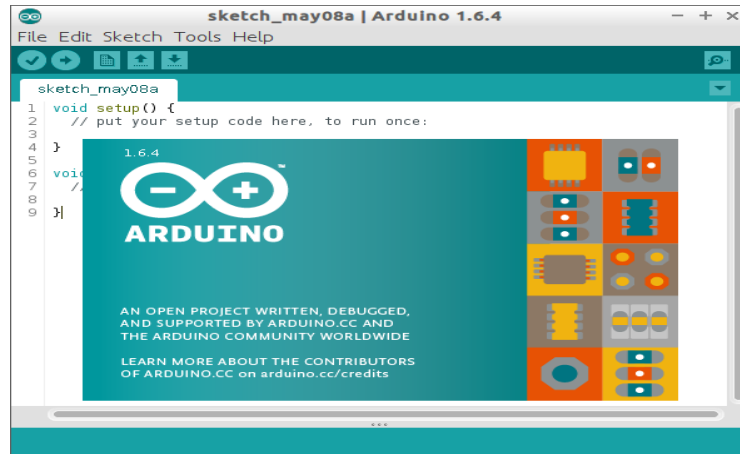 sketch_may08a | Arduino 1.6.4
File Edit Sketch Tools Help
sketch_may08a
1 void setup() {
2 // put your setup code here, to run once:
3
4 }
5
6 voi
7 /
8
9 }
1.6.4
™
ARDUINO
AN OPEN PROJECT WRITTEN, DEBUGGED,
AND SUPPORTED BY ARDUINO.CC AND
THE ARDUINO COMMUNITY WORLDWIDE
LEARN MORE ABOUT THE CONTRIBUTORS
OF ARDUINO.CC on arduino.cc/credits